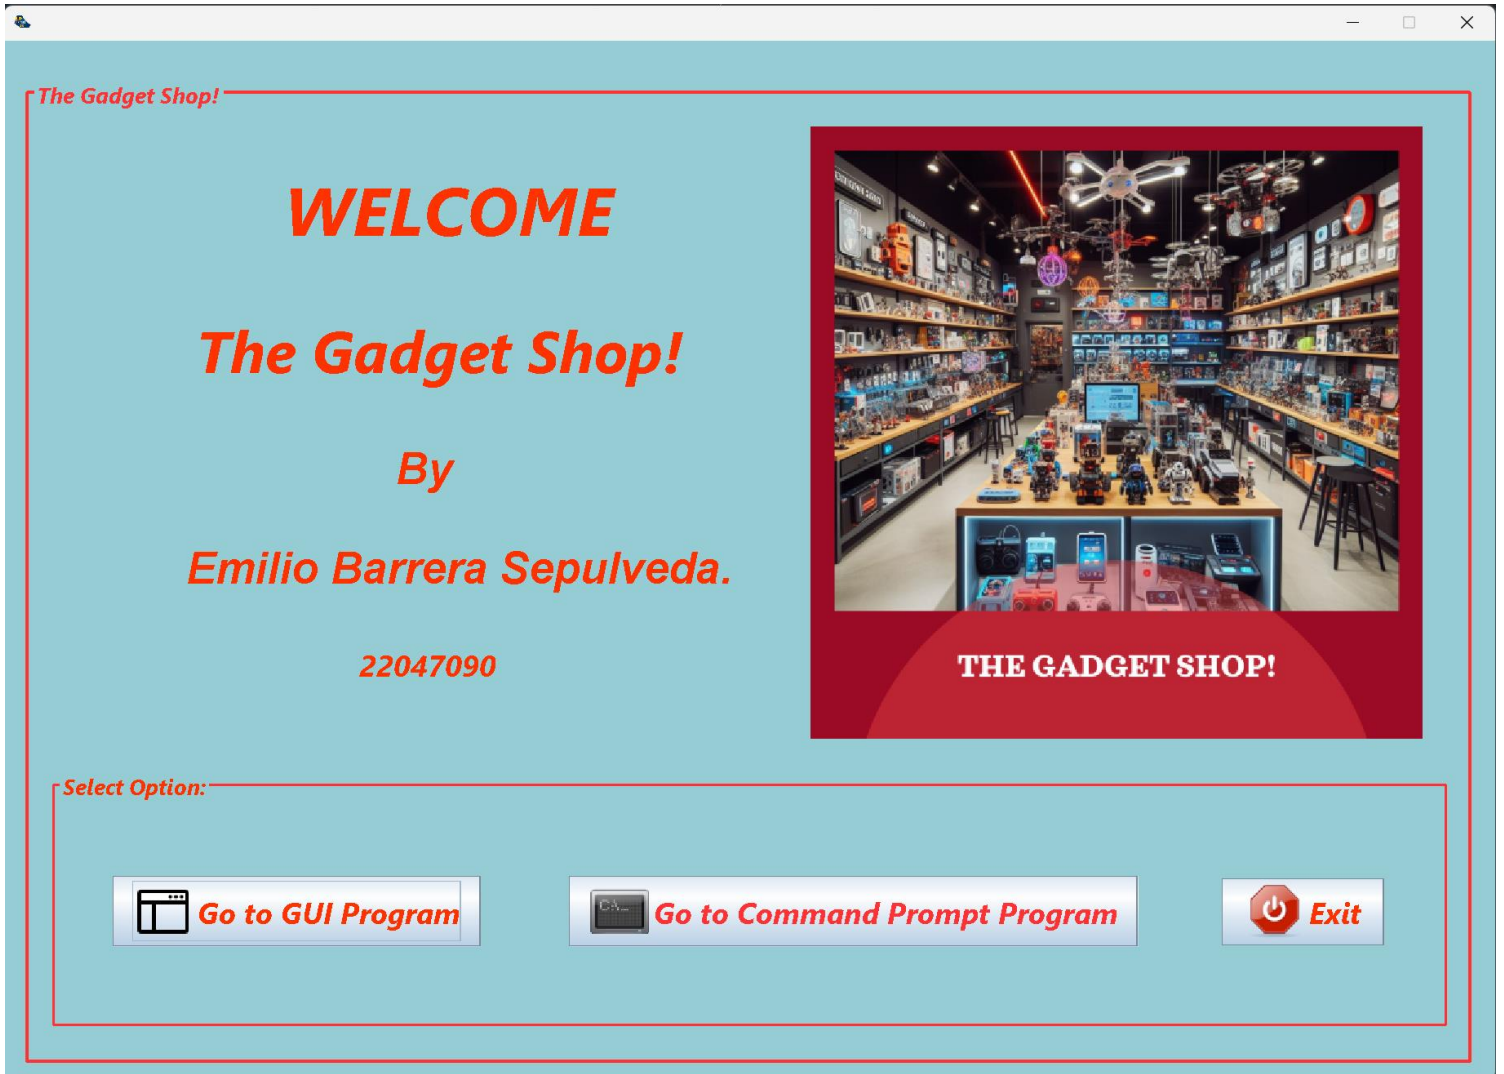 The Gadget Shop!
WELCOME
The Gadget Shop!
By
Emilio Barrera Sepulveda.
22047090
THE GADGET SHOP!
Select Option:
C:\_
Go to GUI Program
Go to Command Prompt Program
Exit